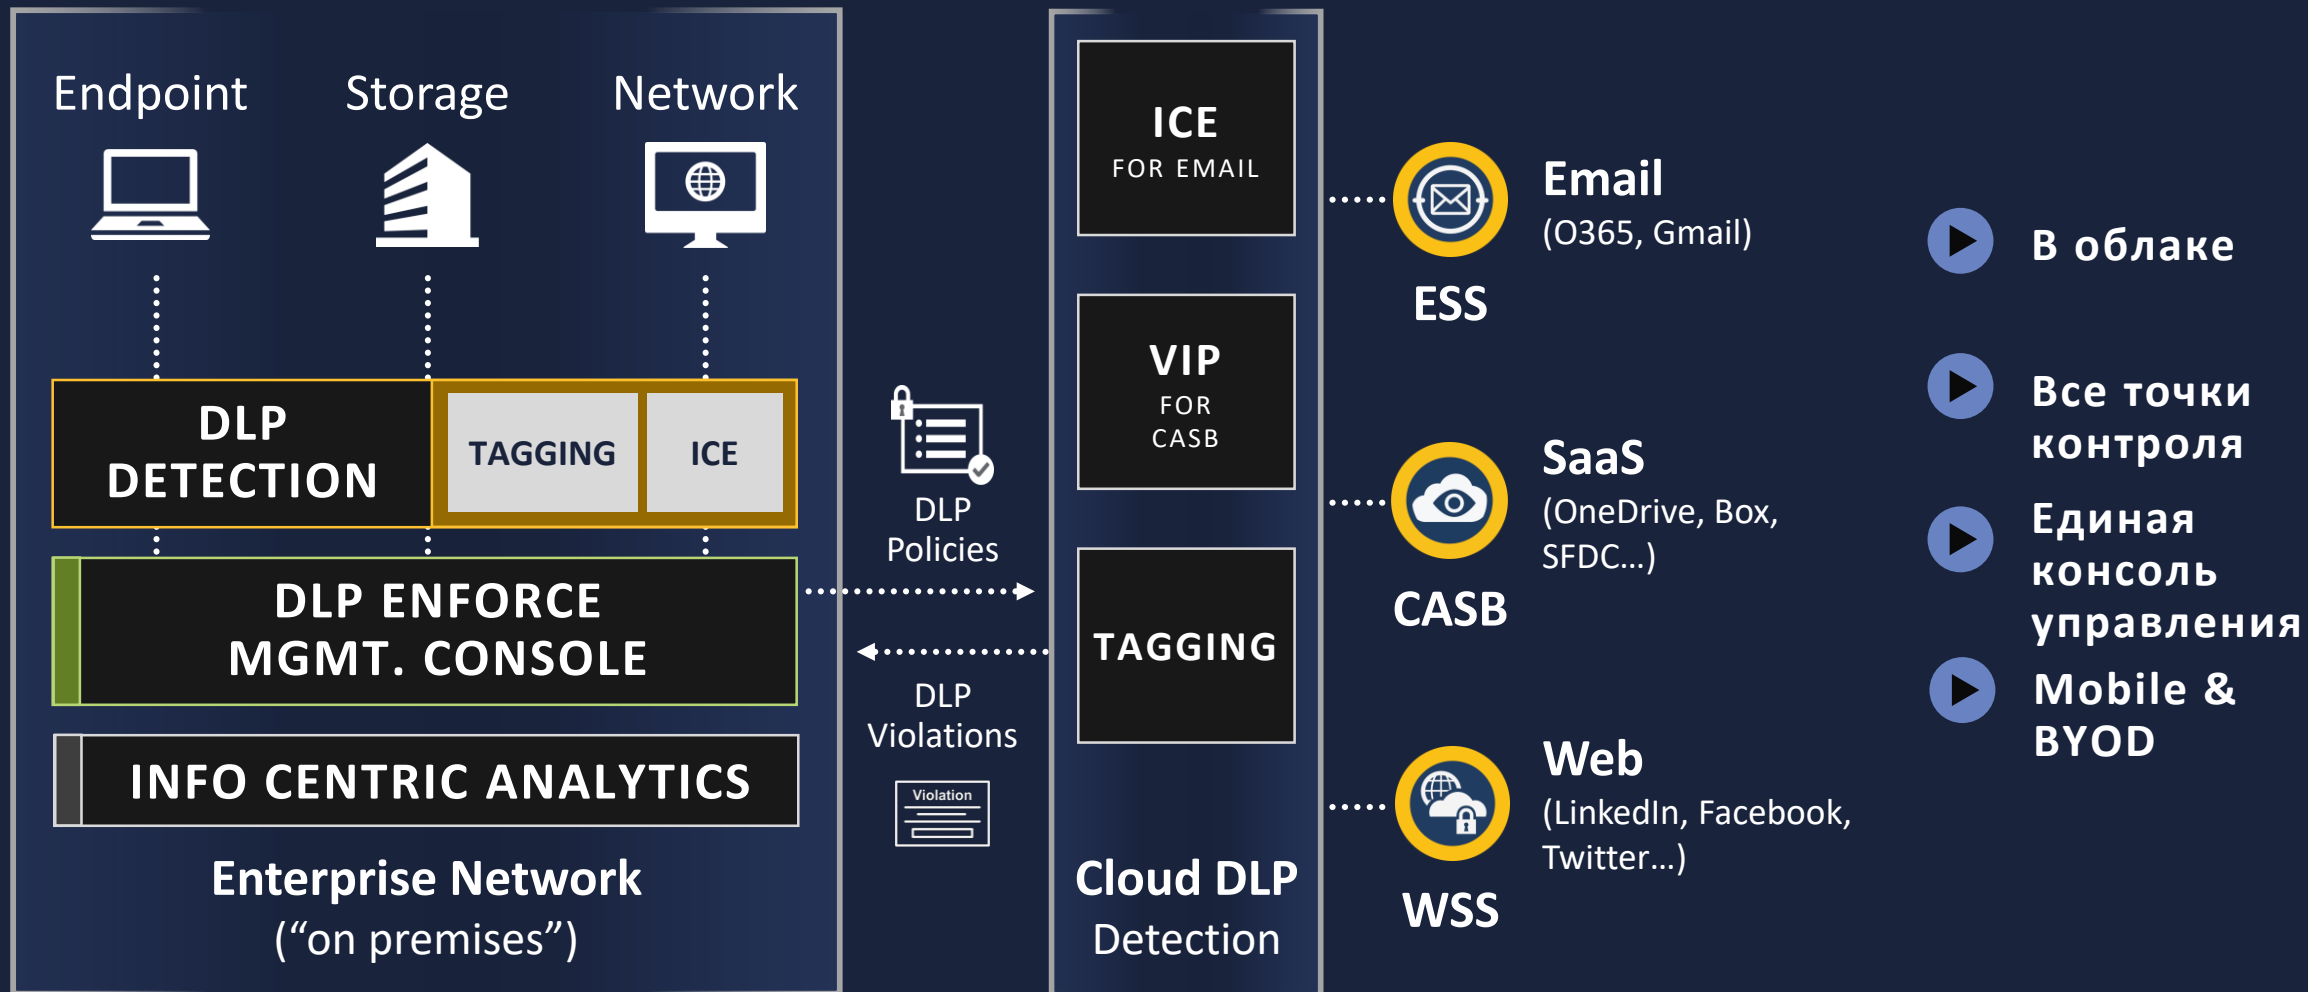 Endpoint
Storage
Network
DLP
DETECTION
TAGGING
ICE
DLP ENFORCE
MGMT. CONSOLE
INFO CENTRIC ANALYTICS
Enterprise Network
(“on premises”)
DLP
Policies
DLP
Violations
Violation
ICE
FOR EMAIL
VIP
FOR
CASB
TAGGING
Cloud DLP
Detection
Email
(O365, Gmail)
ESS
SaaS
(OneDrive, Box,
SFDC...)
CASB
Web
(LinkedIn, Facebook,
Twitter...)
WSS
В облаке
Все точки
контроля
Единая
консоль
управления
Mobile &
BYOD